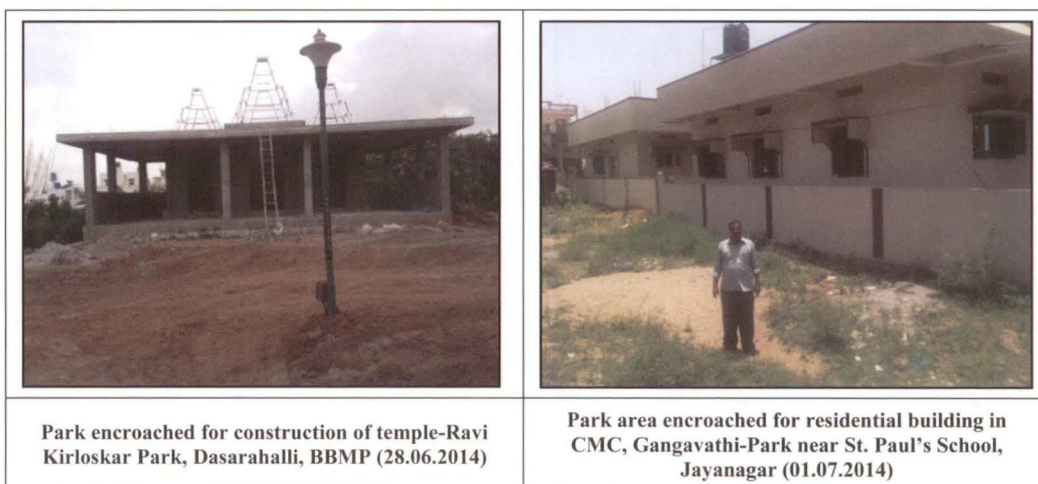 Park encroached for construction of temple-Ravi
Kirloskar Park, Dasarahalli, BBMP (28.06.2014)
Park area encroached for residential building in
CMC, Gangavathi-Park near St. Paul's School,
Jayanagar (01.07.2014)